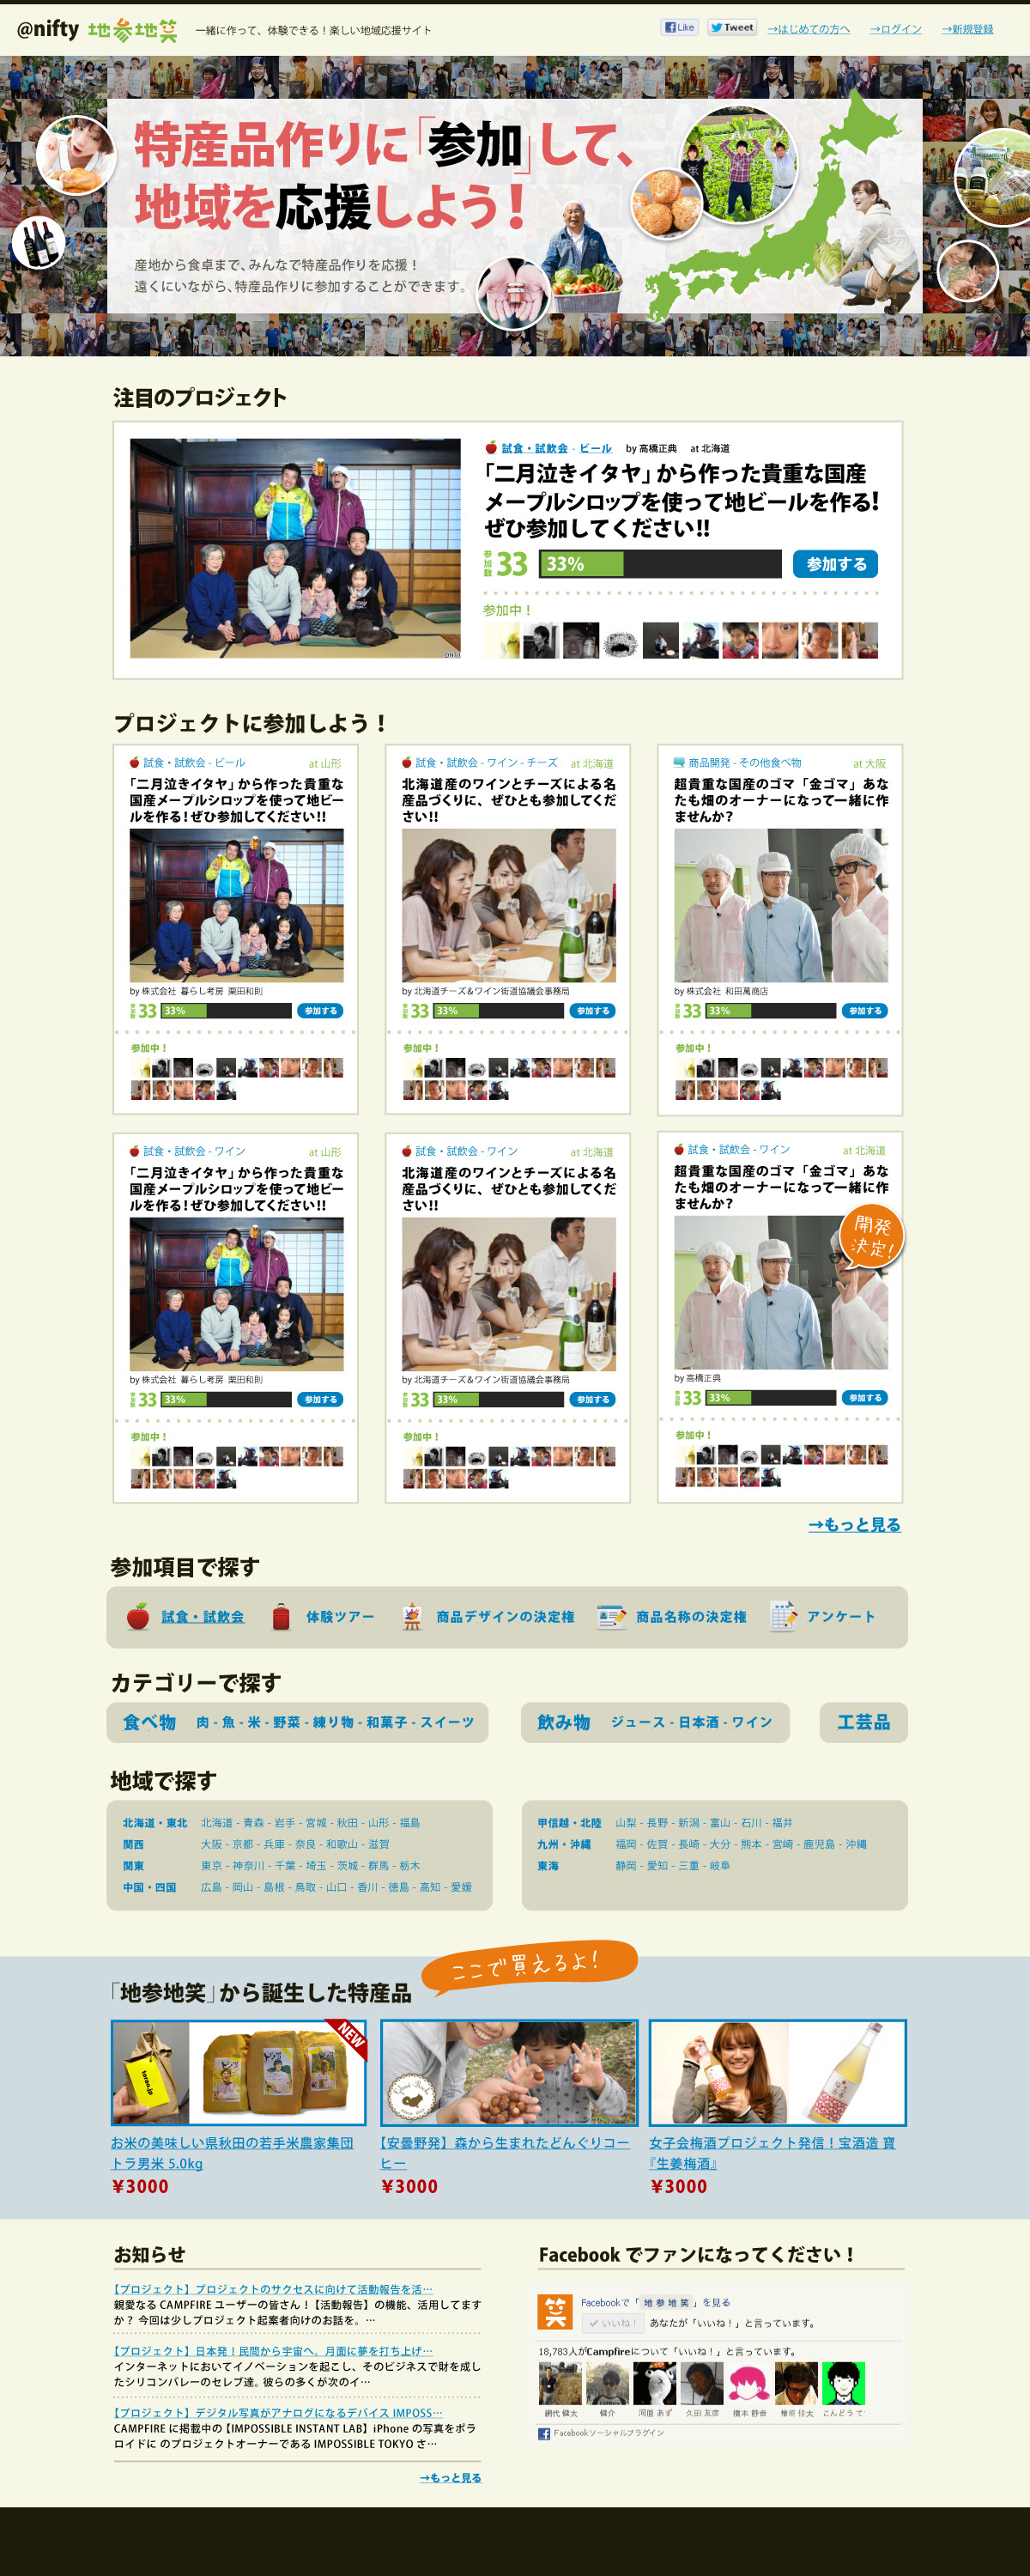 @nifty 地参地笑 一緒に作って、体験できる！楽しい地域応援サイト
Like Tweet →はじめての方へ →ログイン →新規登録
特産品作りに「参加」して、
地域を応援しよう！
産地から食卓まで、みんなで特産品作りを応援！
遠くにいながら、特産品作りに参加することができます。
注目のプロジェクト
試食・試飲会 - ビール by 高橋正典 at 北海道
「二月泣きイタヤ」から作った貴重な国産
メープルシロップを使って地ビールを作る！
ぜひ参加してください!!
参加数 33 33% 参加する
参加中！
プロジェクトに参加しよう！
試食・試飲会 - ビール at 山形
「二月泣きイタヤ」から作った貴重な
国産メープルシロップを使って地ビー
ルを作る！ぜひ参加してください!!
by 株式会社 暮らし考房 栗田和則
33 33% 参加する
参加中！
試食・試飲会 - ワイン - チーズ at 北海道
北海道産のワインとチーズによる名
産品づくりに、ぜひとも参加してくだ
さい!!
by 北海道チーズ＆ワイン街道協議会事務局
33 33% 参加する
参加中！
商品開発 - その他食べ物 at 大阪
超貴重な国産のゴマ「金ゴマ」あな
たも畑のオーナーになって一緒に作
ませんか？
by 株式会社 和田萬商店
33 33% 参加する
参加中！
試食・試飲会 - ワイン at 山形
「二月泣きイタヤ」から作った貴重な
国産メープルシロップを使って地ビー
ルを作る！ぜひ参加してください!!
by 株式会社 暮らし考房 栗田和則
33 33% 参加する
参加中！
試食・試飲会 - ワイン at 北海道
北海道産のワインとチーズによる名
産品づくりに、ぜひとも参加してくだ
さい!!
by 北海道チーズ＆ワイン街道協議会事務局
33 33% 参加する
参加中！
試食・試飲会 - ワイン at 北海道
超貴重な国産のゴマ「金ゴマ」あな
たも畑のオーナーになって一緒に作
ませんか？
開発
決定！
by 高橋正典
33 33% 参加する
参加中！
→もっと見る
参加項目で探す
試食・試飲会 体験ツアー 商品デザインの決定権 商品名称の決定権 アンケート
カテゴリーで探す
食べ物 肉 - 魚 - 米 - 野菜 - 練り物 - 和菓子 - スイーツ
飲み物 ジュース - 日本酒 - ワイン
工芸品
地域で探す
北海道・東北 北海道 - 青森 - 岩手 - 宮城 - 秋田 - 山形 - 福島
関西 大阪 - 京都 - 兵庫 - 奈良 - 和歌山 - 滋賀
関東 東京 - 神奈川 - 千葉 - 埼玉 - 茨城 - 群馬 - 栃木
中国・四国 広島 - 岡山 - 島根 - 鳥取 - 山口 - 香川 - 徳島 - 高知 - 愛媛
甲信越・北陸 山梨 - 長野 - 新潟 - 富山 - 石川 - 福井
九州・沖縄 福岡 - 佐賀 - 長崎 - 大分 - 熊本 - 宮崎 - 鹿児島 - 沖縄
東海 静岡 - 愛知 - 三重 - 岐阜
ここで買えるよ！
「地参地笑」から誕生した特産品
NEW
torao.jp
お米の美味しい県秋田の若手米農家集団
トラ男米 5.0kg
￥3000
【安曇野発】森から生まれたどんぐりコー
ヒー
￥3000
女子会梅酒プロジェクト発信！宝酒造 寶
『生姜梅酒』
￥3000
お知らせ
【プロジェクト】プロジェクトのサクセスに向けて活動報告を活…
親愛なる CAMPFIRE ユーザーの皆さん！【活動報告】の機能、活用してます
か？ 今回は少しプロジェクト起案者向けのお話を。…
【プロジェクト】日本発！民間から宇宙へ。月面に夢を打ち上げ…
インターネットにおいてイノベーションを起こし、そのビジネスで財を成し
たシリコンバレーのセレブ達。彼らの多くが次のイ…
【プロジェクト】デジタル写真がアナログになるデバイス IMPOSS…
CAMPFIRE に掲載中の【IMPOSSIBLE INSTANT LAB】iPhone の写真をポラ
ロイドに のプロジェクトオーナーである IMPOSSIBLE TOKYO さ…
→もっと見る
Facebook でファンになってください！
笑 Facebookで「 地参地笑 」を見る
いいね！ あなたが「いいね！」と言っています。
18,783人がCampfireについて「いいね！」と言っています。
網代 健太 健介 河屋 あず 久田 友彦 橋本 静香 檜垣 佳太 こんどう て
Facebookソーシャルプラグイン